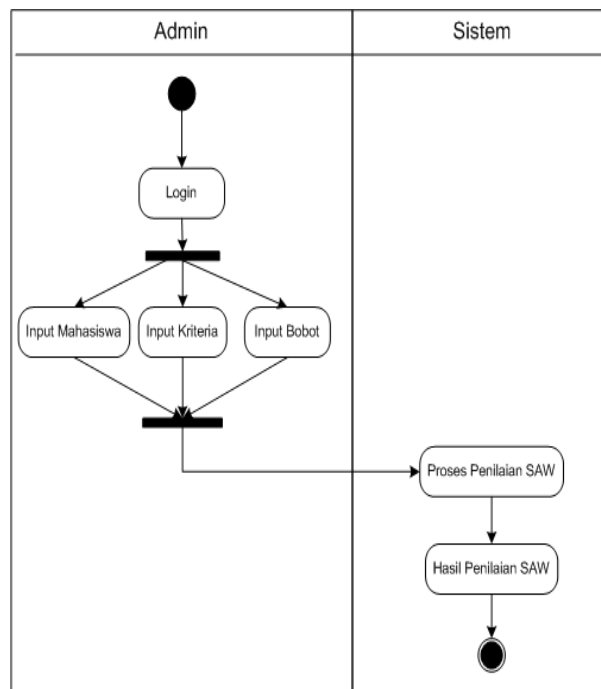 Admin
Sistem
Login
Input Mahasiswa
Input Kriteria
Input Bobot
Proses Penilaian SAW
Hasil Penilaian SAW